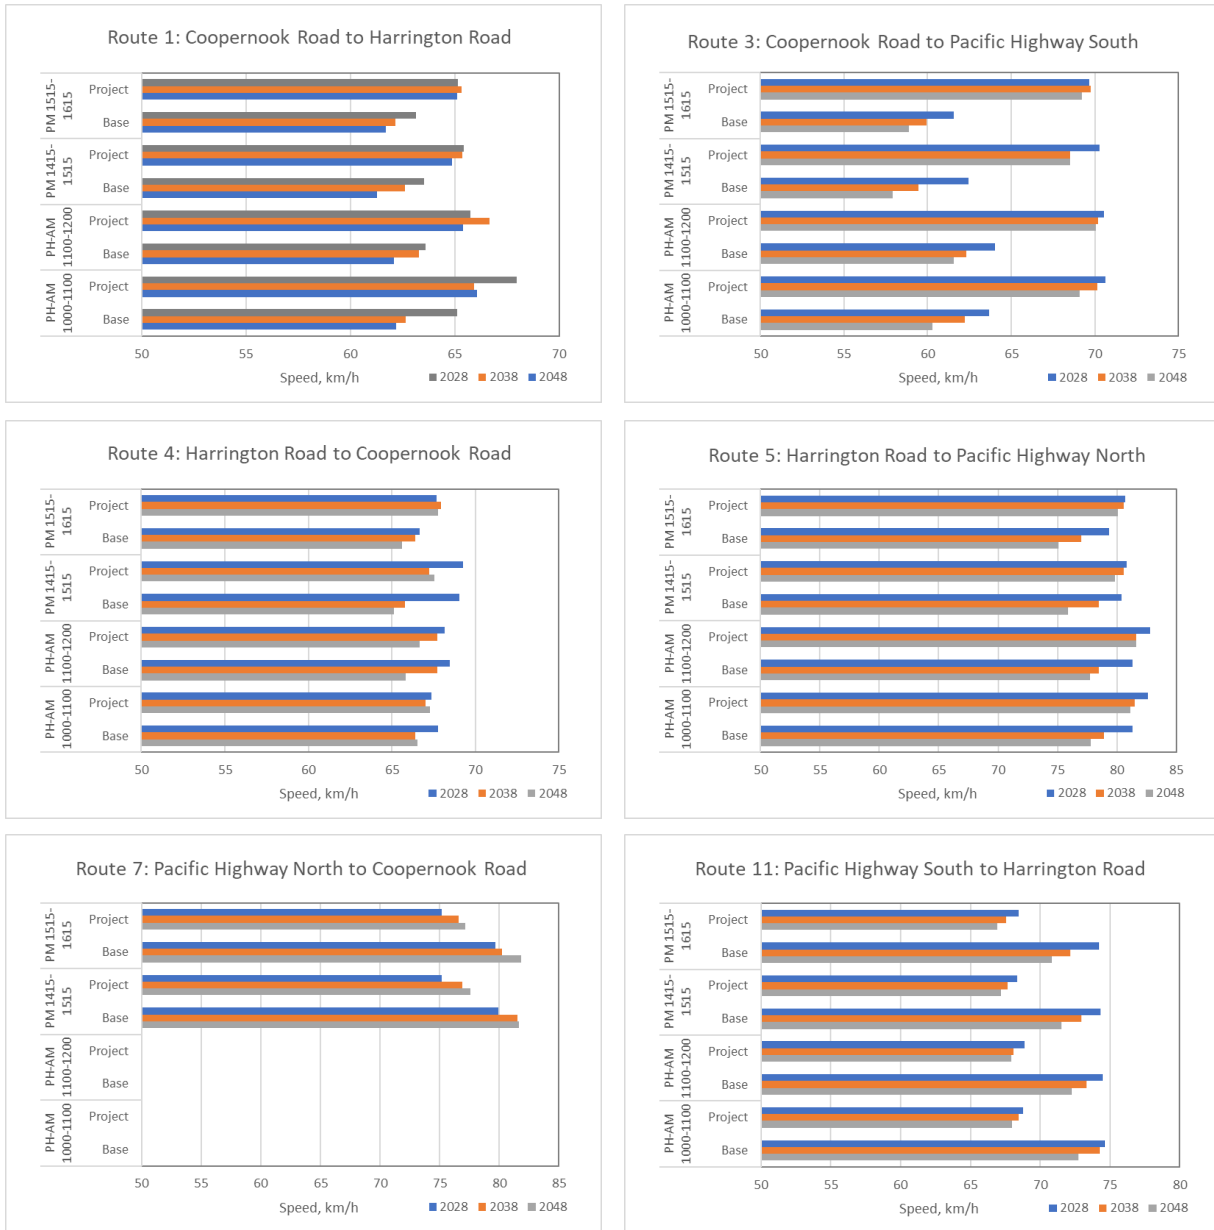 Route 1: Coopernook Road to Harrington Road
PM 1515-
1615
Project
Base
PM 1415-
1515
Project
Base
PH-AM
1100-1200
Project
Base
PH-AM
1000-1100
Project
Base
50 55 60 65 70
Speed, km/h
2028 2038 2048
Route 3: Coopernook Road to Pacific Highway South
PM 1515-
1615
Project
Base
PM 1415-
1515
Project
Base
PH-AM
1100-1200
Project
Base
PH-AM
1000-1100
Project
Base
50 55 60 65 70 75
Speed, km/h
2028 2038 2048
Route 4: Harrington Road to Coopernook Road
PM 1515-
1615
Project
Base
PM 1415-
1515
Project
Base
PH-AM
1100-1200
Project
Base
PH-AM
1000-1100
Project
Base
50 55 60 65 70 75
Speed, km/h
2028 2038 2048
Route 5: Harrington Road to Pacific Highway North
PM 1515-
1615
Project
Base
PM 1415-
1515
Project
Base
PH-AM
1100-1200
Project
Base
PH-AM
1000-1100
Project
Base
50 55 60 65 70 75 80 85
Speed, km/h
2028 2038 2048
Route 7: Pacific Highway North to Coopernook Road
PM 1515-
1615
Project
Base
PM 1415-
1515
Project
Base
PH-AM
1100-1200
Project
Base
PH-AM
1000-1100
Project
Base
50 55 60 65 70 75 80 85
Speed, km/h
2028 2038 2048
Route 11: Pacific Highway South to Harrington Road
PM 1515-
1615
Project
Base
PM 1415-
1515
Project
Base
PH-AM
1100-1200
Project
Base
PH-AM
1000-1100
Project
Base
50 55 60 65 70 75 80
Speed, km/h
2028 2038 2048